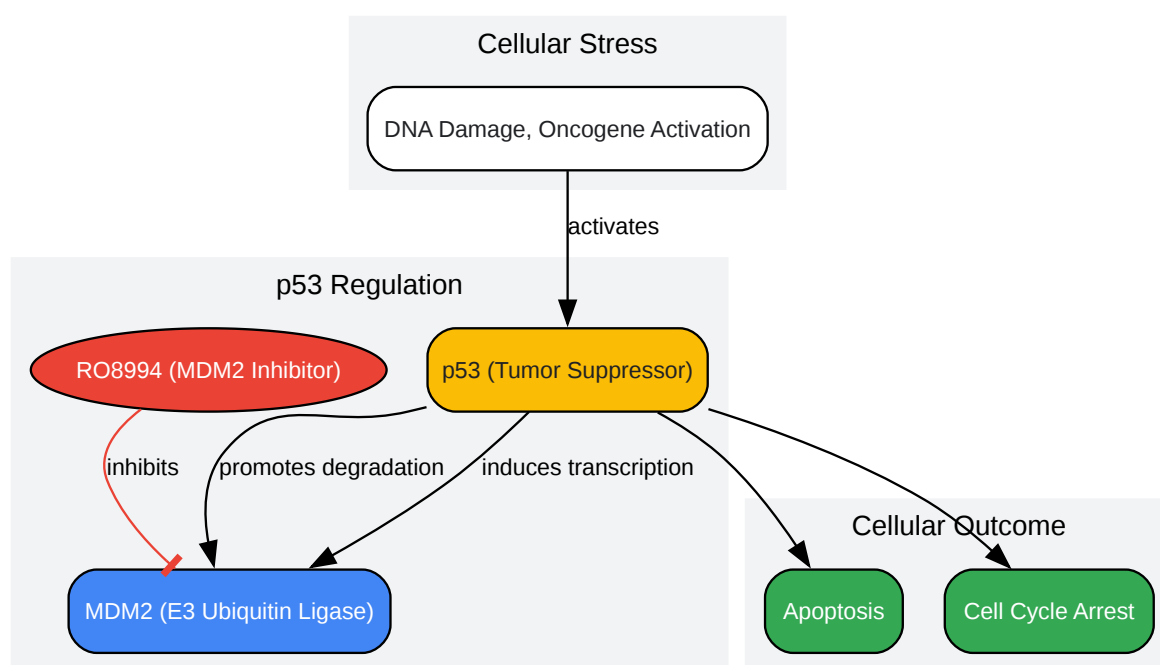 Cellular Stress
DNA Damage, Oncogene Activation
activates
p53 Regulation
RO8994 (MDM2 Inhibitor)
p53 (Tumor Suppressor)
inhibits
promotes degradation
induces transcription
Cellular Outcome
MDM2 (E3 Ubiquitin Ligase)
Apoptosis
Cell Cycle Arrest